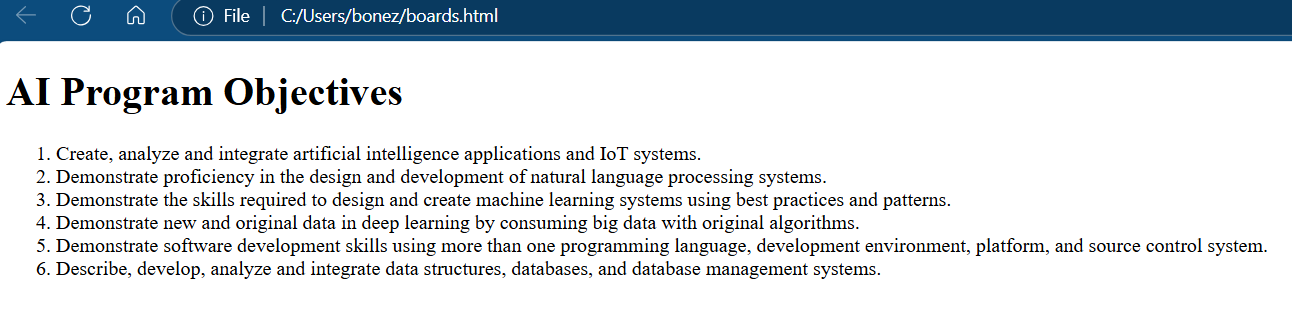 File | C:/Users/bonez/boards.html
AI Program Objectives
1. Create, analyze and integrate artificial intelligence applications and IoT systems.
2. Demonstrate proficiency in the design and development of natural language processing systems.
3. Demonstrate the skills required to design and create machine learning systems using best practices and patterns.
4. Demonstrate new and original data in deep learning by consuming big data with original algorithms.
5. Demonstrate software development skills using more than one programming language, development environment, platform, and source control system.
6. Describe, develop, analyze and integrate data structures, databases, and database management systems.